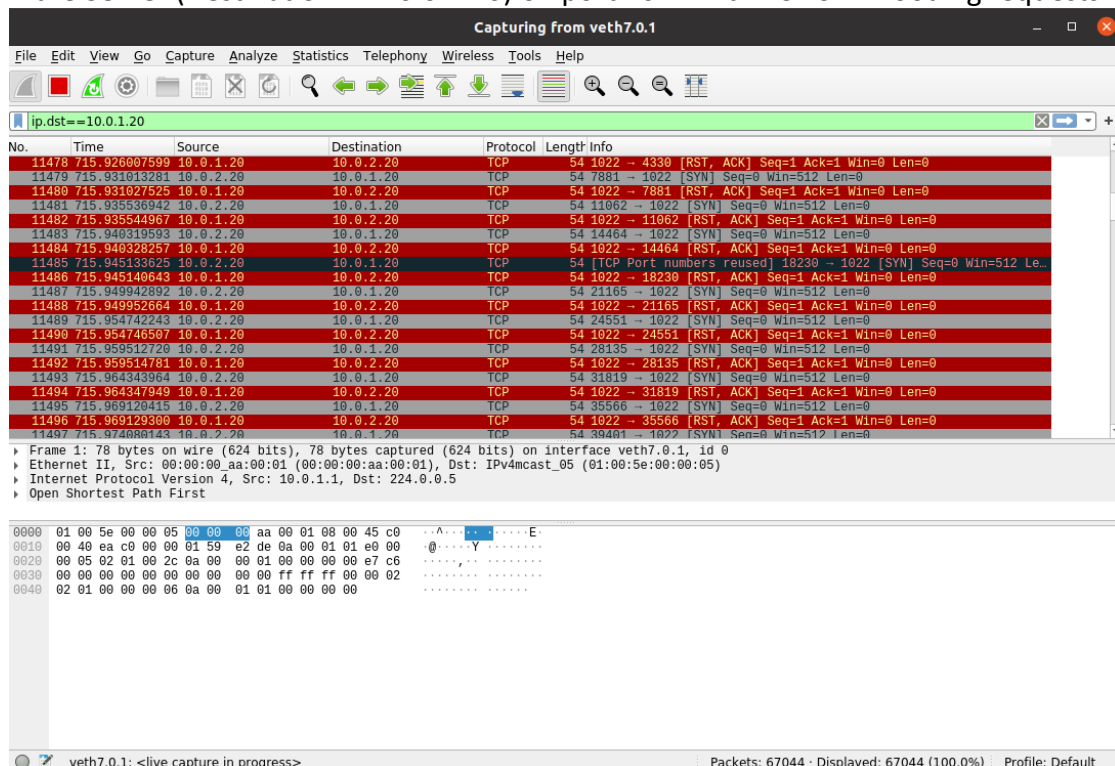 Capturing from veth7.0.1
File Edit View Go Capture Analyze Statistics Telephony Wireless Tools Help
ip.dst==10.0.1.20
No. Time Source Destination Protocol Length Info
11478 715.926007599 10.0.1.20 10.0.2.20 TCP 54 1022 → 4330 [RST, ACK] Seq=1 Ack=1 Win=0 Len=0
11479 715.931013281 10.0.2.20 10.0.1.20 TCP 54 7881 → 1022 [SYN] Seq=0 Win=512 Len=0
11480 715.931027525 10.0.1.20 10.0.2.20 TCP 54 1022 → 7881 [RST, ACK] Seq=1 Ack=1 Win=0 Len=0
11481 715.935536942 10.0.2.20 10.0.1.20 TCP 54 11062 → 1022 [SYN] Seq=0 Win=512 Len=0
11482 715.935544967 10.0.1.20 10.0.2.20 TCP 54 1022 → 11062 [RST, ACK] Seq=1 Ack=1 Win=0 Len=0
11483 715.940319593 10.0.2.20 10.0.1.20 TCP 54 14464 → 1022 [SYN] Seq=0 Win=512 Len=0
11484 715.940328257 10.0.1.20 10.0.2.20 TCP 54 1022 → 14464 [RST, ACK] Seq=1 Ack=1 Win=0 Len=0
11485 715.945133625 10.0.2.20 10.0.1.20 TCP 54 [TCP Port numbers reused] 18230 → 1022 [SYN] Seq=0 Win=512 Le…
11486 715.945140643 10.0.1.20 10.0.2.20 TCP 54 1022 → 18230 [RST, ACK] Seq=1 Ack=1 Win=0 Len=0
11487 715.949942892 10.0.2.20 10.0.1.20 TCP 54 21165 → 1022 [SYN] Seq=0 Win=512 Len=0
11488 715.949952664 10.0.1.20 10.0.2.20 TCP 54 1022 → 21165 [RST, ACK] Seq=1 Ack=1 Win=0 Len=0
11489 715.954742243 10.0.2.20 10.0.1.20 TCP 54 24551 → 1022 [SYN] Seq=0 Win=512 Len=0
11490 715.954746507 10.0.1.20 10.0.2.20 TCP 54 1022 → 24551 [RST, ACK] Seq=1 Ack=1 Win=0 Len=0
11491 715.959512720 10.0.2.20 10.0.1.20 TCP 54 28135 → 1022 [SYN] Seq=0 Win=512 Len=0
11492 715.959514781 10.0.1.20 10.0.2.20 TCP 54 1022 → 28135 [RST, ACK] Seq=1 Ack=1 Win=0 Len=0
11493 715.964343964 10.0.2.20 10.0.1.20 TCP 54 31819 → 1022 [SYN] Seq=0 Win=512 Len=0
11494 715.964347949 10.0.1.20 10.0.2.20 TCP 54 1022 → 31819 [RST, ACK] Seq=1 Ack=1 Win=0 Len=0
11495 715.969120415 10.0.2.20 10.0.1.20 TCP 54 35566 → 1022 [SYN] Seq=0 Win=512 Len=0
11496 715.969129300 10.0.1.20 10.0.2.20 TCP 54 1022 → 35566 [RST, ACK] Seq=1 Ack=1 Win=0 Len=0
11497 715.974080143 10.0.2.20 10.0.1.20 TCP 54 39401 → 1022 [SYN] Seq=0 Win=512 Len=0
Frame 1: 78 bytes on wire (624 bits), 78 bytes captured (624 bits) on interface veth7.0.1, id 0
Ethernet II, Src: 00:00:00_aa:00:01 (00:00:00:aa:00:01), Dst: IPv4mcast_05 (01:00:5e:00:00:05)
Internet Protocol Version 4, Src: 10.0.1.1, Dst: 224.0.0.5
Open Shortest Path First
0000 01 00 5e 00 00 05 00 00 00 aa 00 01 08 00 45 c0 ··^···········E·
0010 00 40 ea c0 00 00 01 59 e2 de 0a 00 01 01 e0 00 ·@·····Y ········
0020 00 05 02 01 00 2c 0a 00 00 01 00 00 00 00 e7 c6 ·····,·· ········
0030 00 00 00 00 00 00 00 00 00 00 ff ff ff 00 00 02 ········ ········
0040 02 01 00 00 00 06 0a 00 01 01 00 00 00 00 ········ ······
veth7.0.1: <live capture in progress> Packets: 67044 · Displayed: 67044 (100.0%) Profile: Default